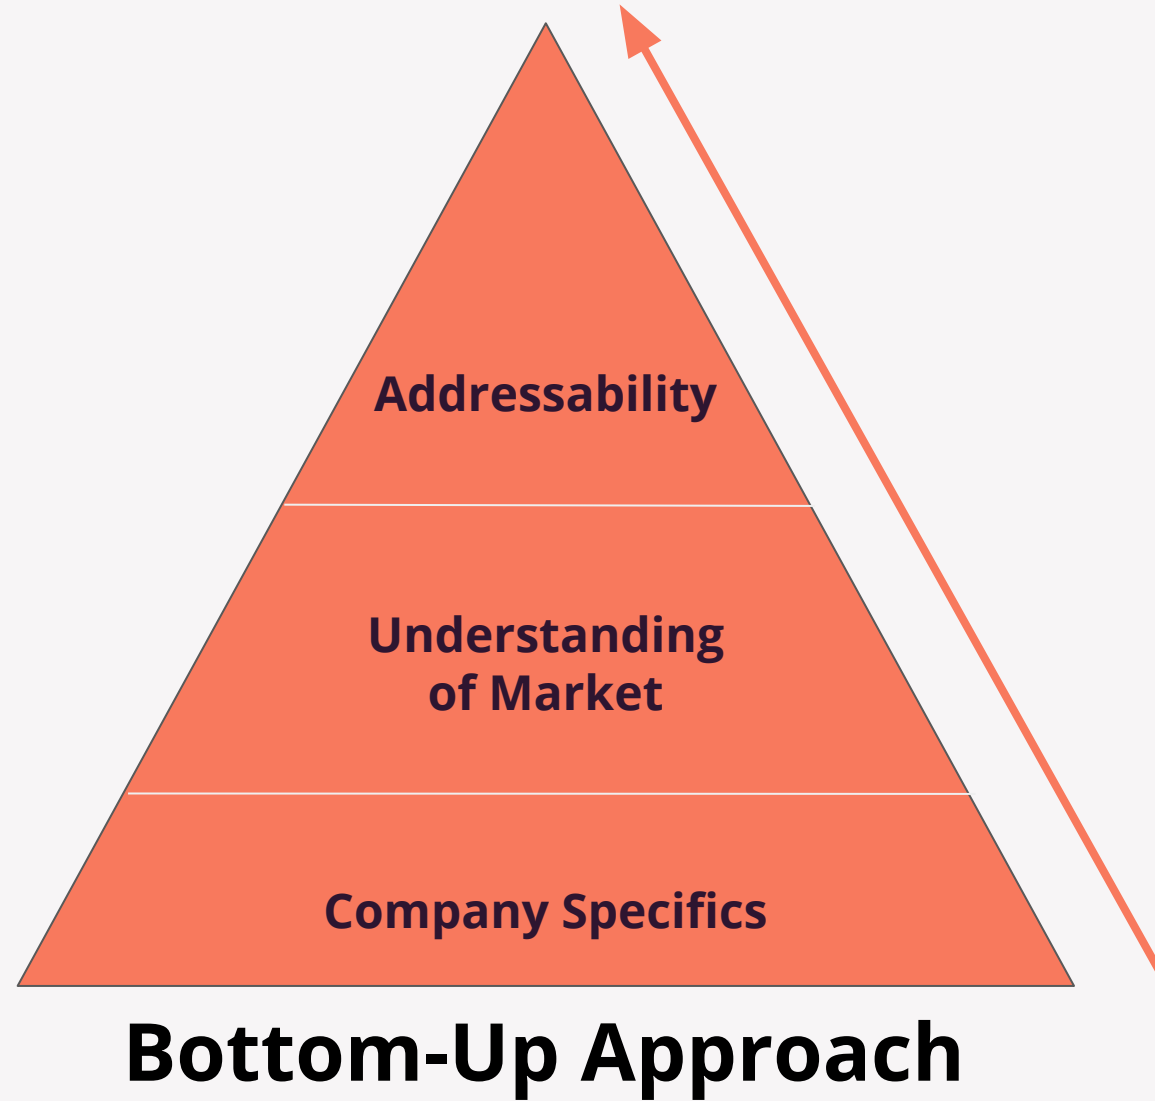 Addressability
Understanding
of Market
Company Specifics
Bottom-Up Approach